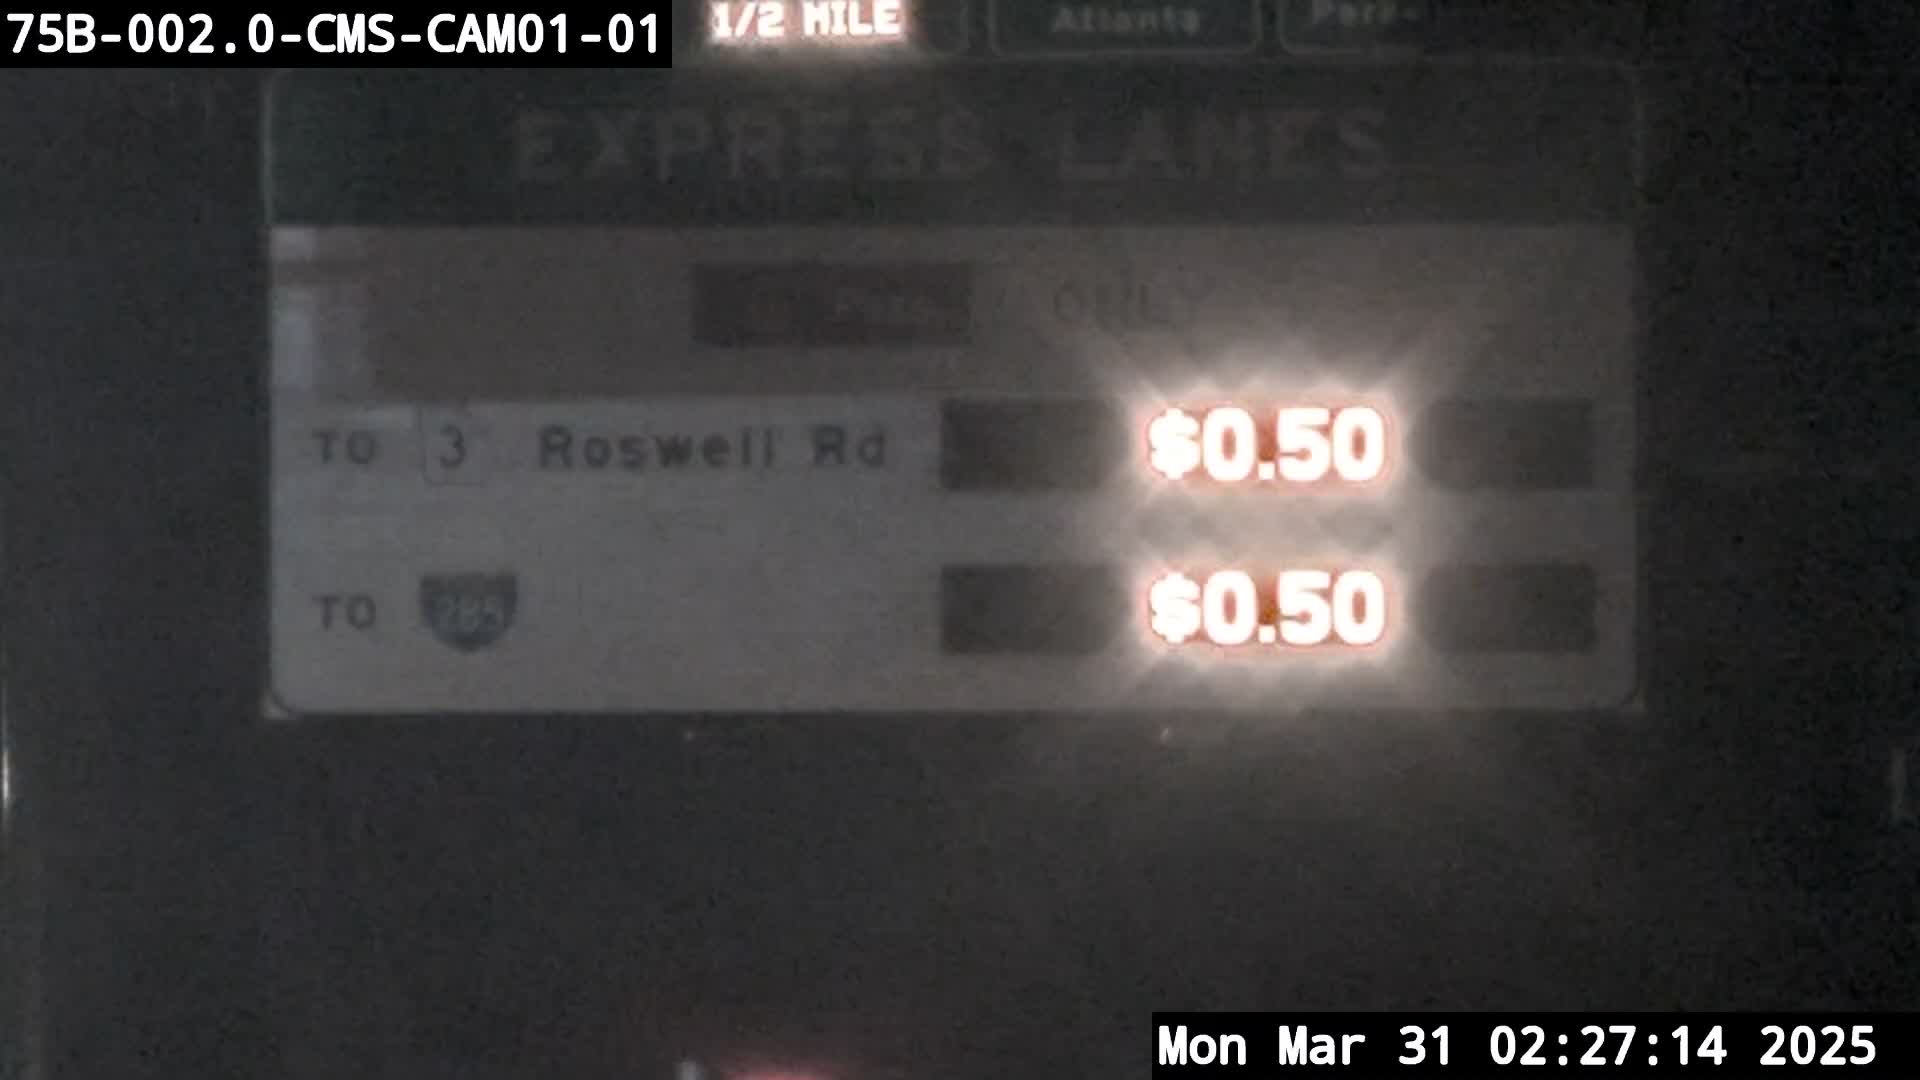 75B-002.0-CMS-CAM01-01
1/2 MILE
Atlanta
EXPRESS LANES
ONLY
TO 3 Roswell Rd $0.50
TO 285 $0.50
Mon Mar 31 02:27:14 2025